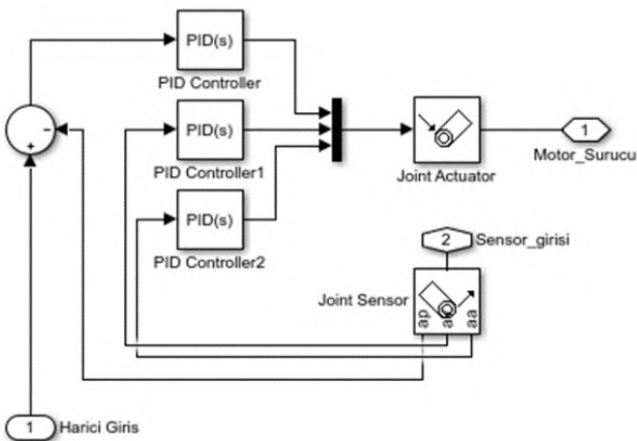 PID(s)
PID Controller
PID(s)
PID Controller1
PID(s)
PID Controller2
Joint Actuator
1
Motor_Surucu
2
Sensor_girisi
Joint Sensor
ap
aa
1
Harici Giris